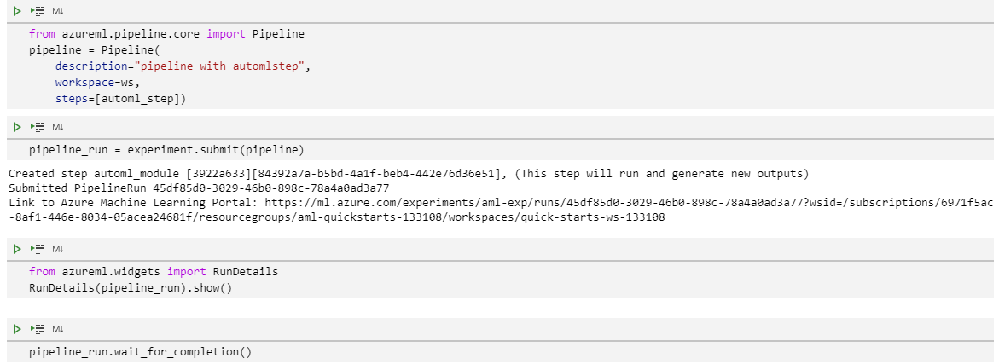 M↓
from azureml.pipeline.core import Pipeline
pipeline = Pipeline(
    description="pipeline_with_automlstep",
    workspace=ws,
    steps=[automl_step])
M↓
pipeline_run = experiment.submit(pipeline)
Created step automl_module [3922a633][84392a7a-b5bd-4a1f-beb4-442e76d36e51], (This step will run and generate new outputs)
Submitted PipelineRun 45df85d0-3029-46b0-898c-78a4a0ad3a77
Link to Azure Machine Learning Portal: https://ml.azure.com/experiments/aml-exp/runs/45df85d0-3029-46b0-898c-78a4a0ad3a77?wsid=/subscriptions/6971f5ac
-8af1-446e-8034-05acea24681f/resourcegroups/aml-quickstarts-133108/workspaces/quick-starts-ws-133108
M↓
from azureml.widgets import RunDetails
RunDetails(pipeline_run).show()
M↓
pipeline_run.wait_for_completion()